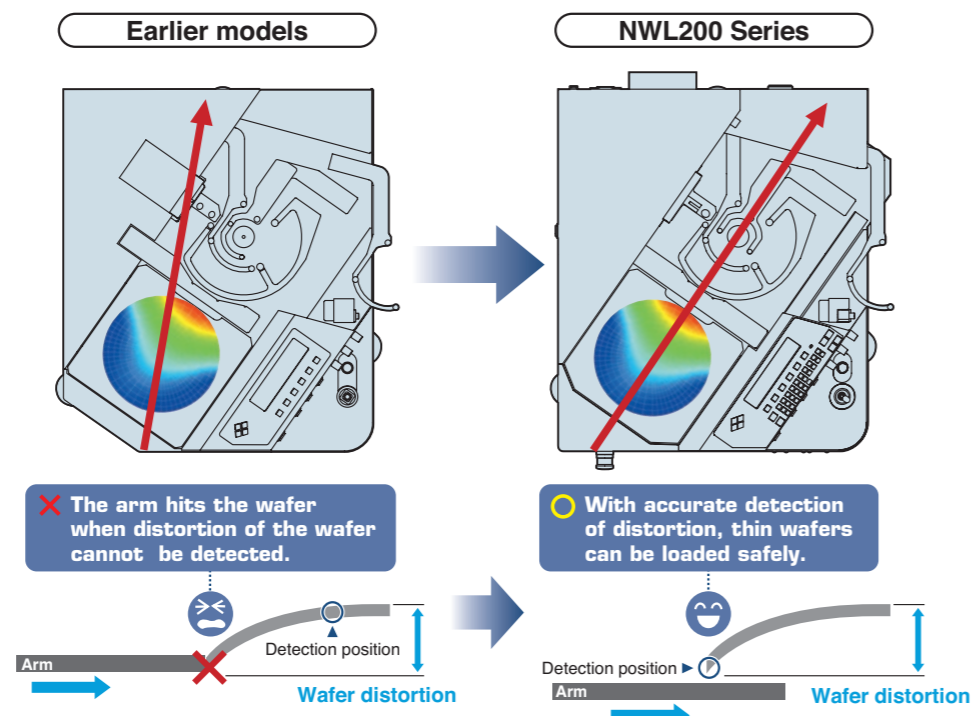 Earlier models
NWL200 Series
The arm hits the wafer
when distortion of the wafer
cannot be detected.
With accurate detection
of distortion, thin wafers
can be loaded safely.
Detection position
Arm
Wafer distortion
Detection position
Arm
Wafer distortion